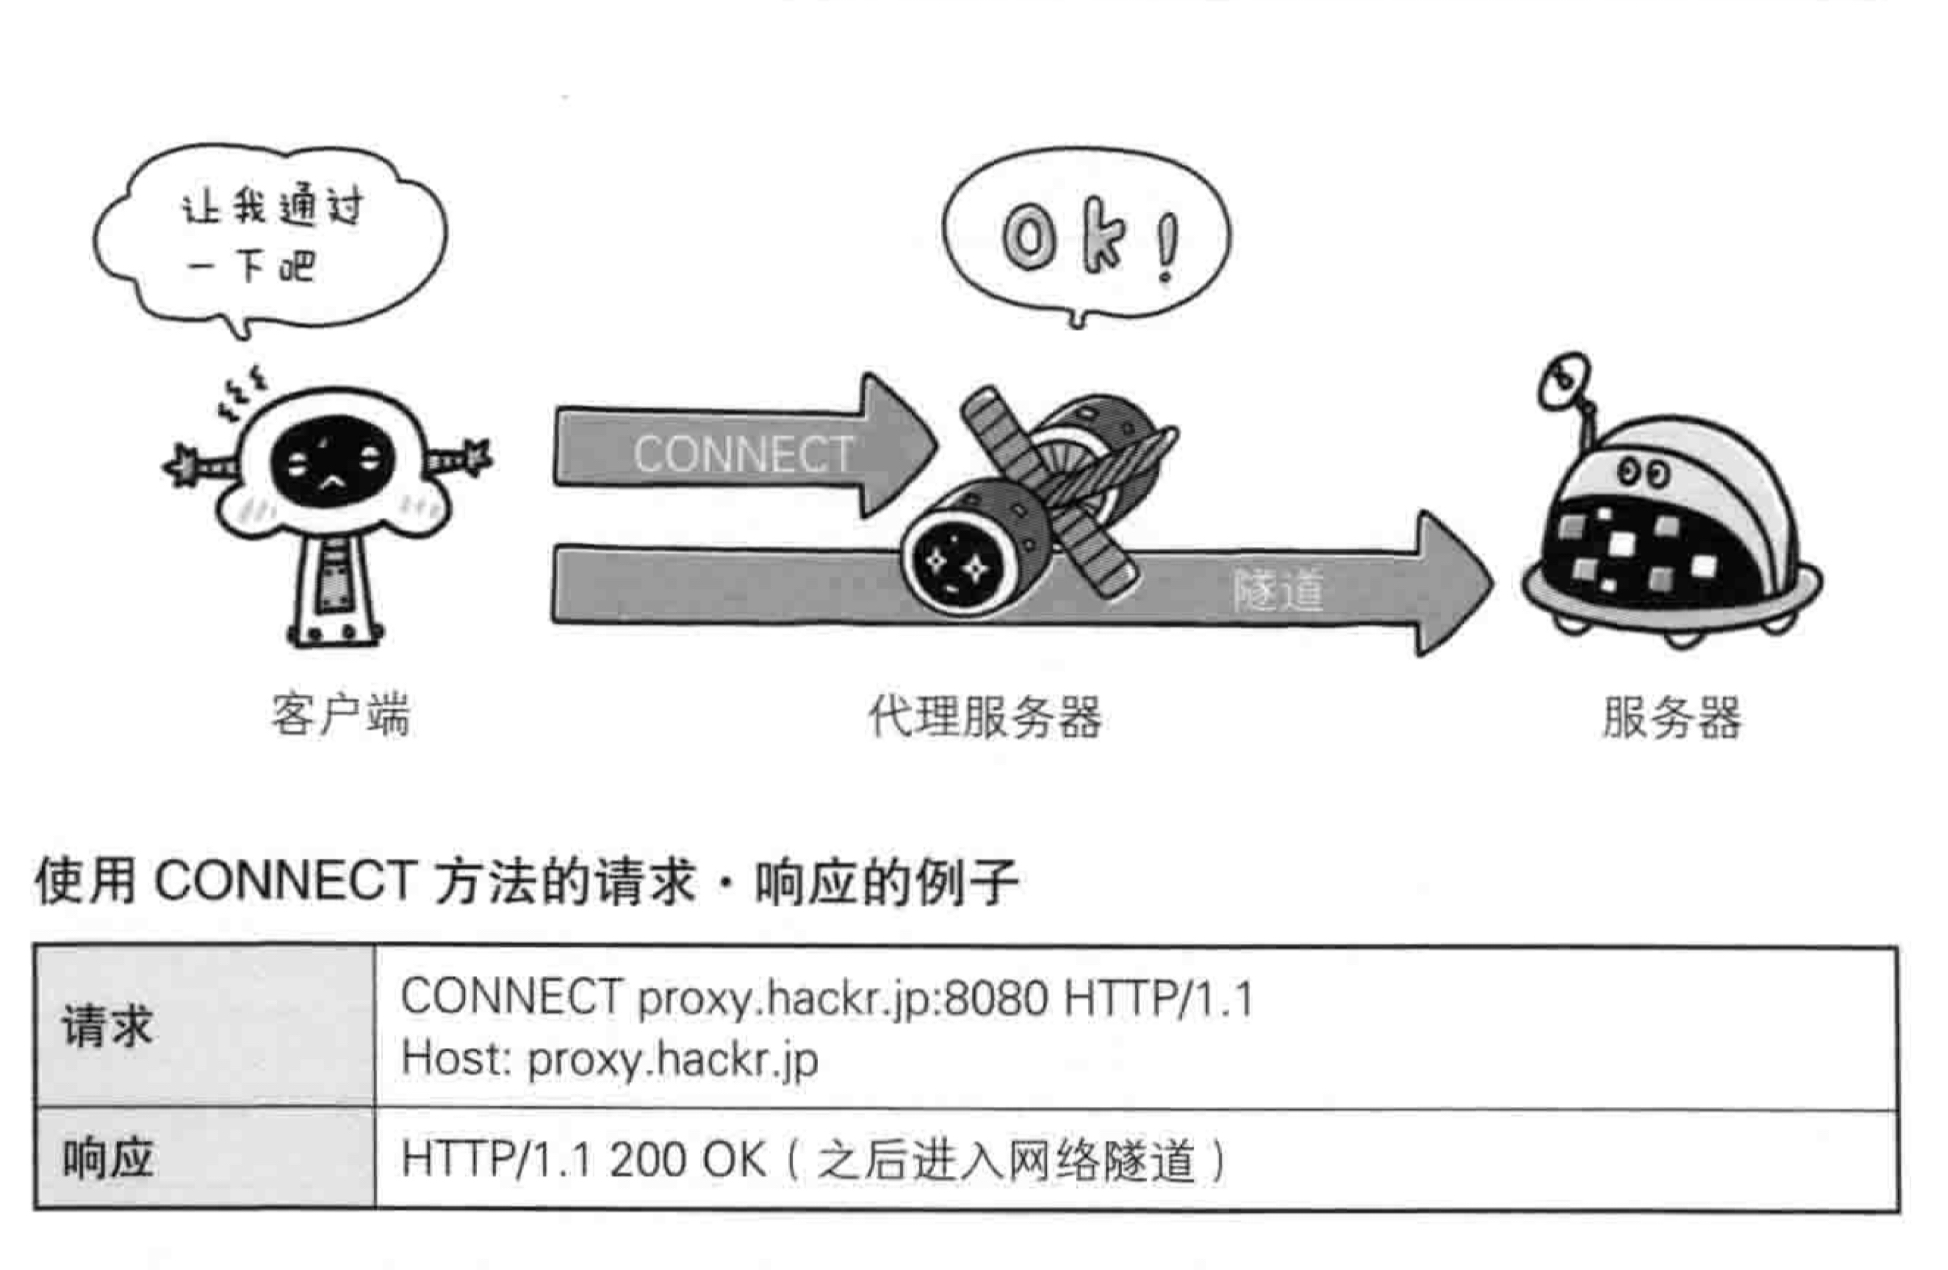 让我通过
一下吧
Ok!
CONNECT
隧道
客户端
代理服务器
服务器
使用 CONNECT 方法的请求・响应的例子
请求
CONNECT proxy.hackr.jp:8080 HTTP/1.1
Host: proxy.hackr.jp
响应
HTTP/1.1 200 OK（之后进入网络隧道）